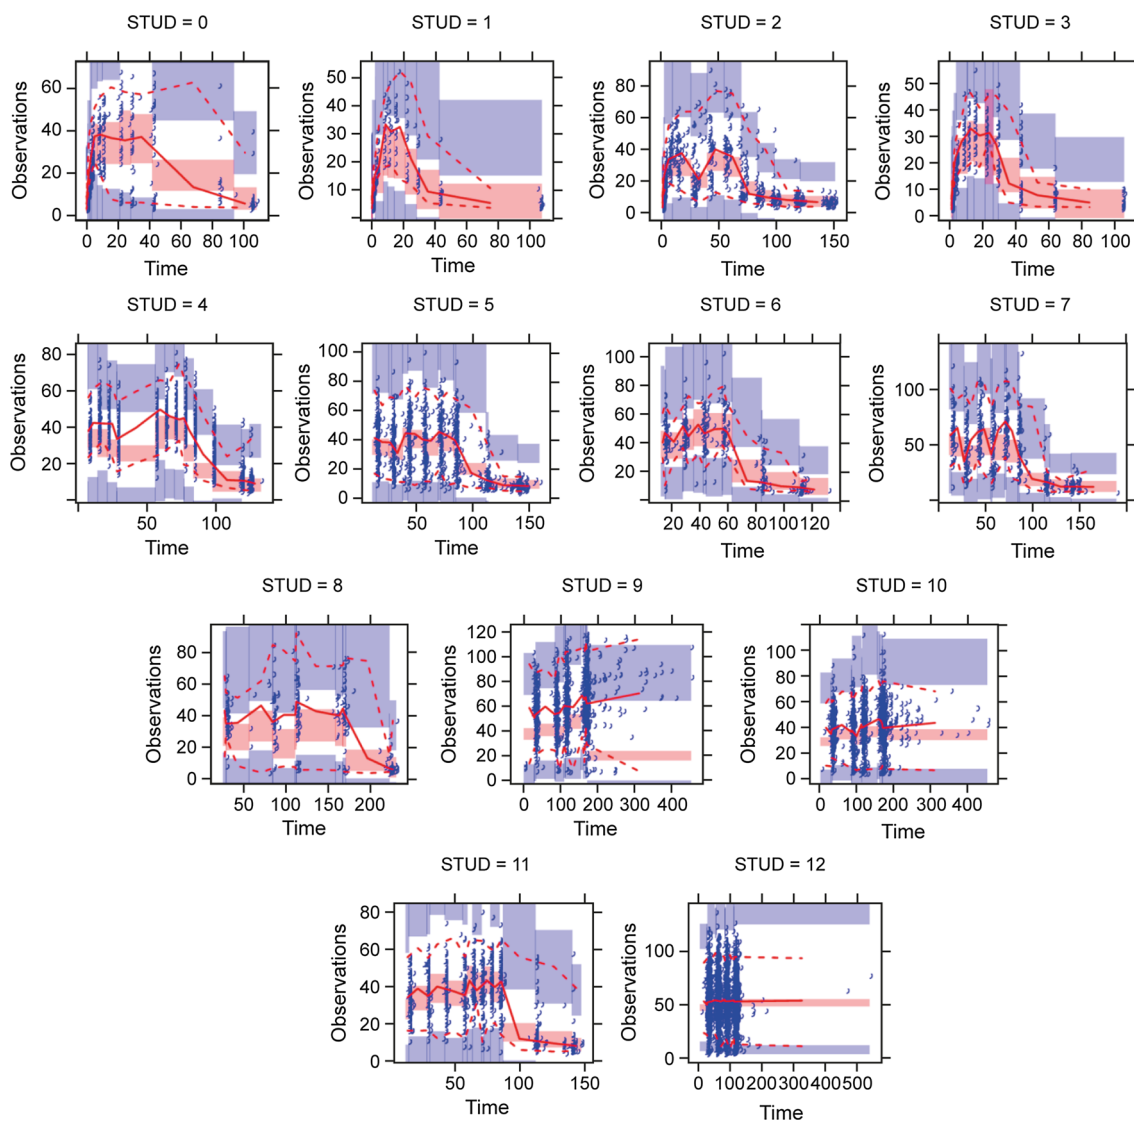 STUD = 0 STUD = 1 STUD = 2 STUD = 3
Observations 60 40 20 0
0 20 40 60 80 100
Time
Observations 50 40 30 20 10
0 20 40 60 80 100
Time
Observations 80 60 40 20 0
0 50 100 150
Time
Observations 50 40 30 20 10 0
0 20 40 60 80 100
Time
STUD = 4 STUD = 5 STUD = 6 STUD = 7
Observations 80 60 40 20
50 100
Time
Observations 100 80 60 40 20 0
50 100 150
Time
Observations 100 80 60 40 20
20 40 60 80 100 120
Time
Observations 100 50
50 100 150
Time
STUD = 8 STUD = 9 STUD = 10
Observations 80 60 40 20 0
50 100 150 200
Time
Observations 120 100 80 60 40 20 0
0 100 200 300 400
Time
Observations 100 80 60 40 20 0
0 100 200 300 400
Time
STUD = 11 STUD = 12
Observations 80 60 40 20 0
50 100 150
Time
Observations 100 50 0
0 100 200 300 400 500
Time